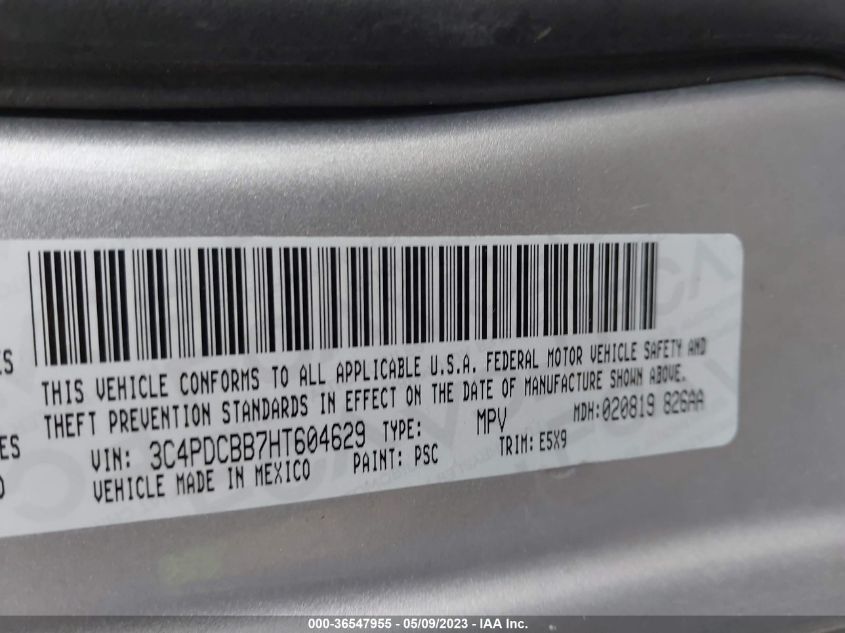 ES
THIS VEHICLE CONFORMS TO ALL APPLICABLE U.S.A. FEDERAL MOTOR VEHICLE SAFETY AND
THEFT PREVENTION STANDARDS IN EFFECT ON THE DATE OF MANUFACTURE SHOWN ABOVE.
ES
VIN: 3C4PDCBB7HT604629 TYPE: MPV MDH:020819 826AA
VEHICLE MADE IN MEXICO PAINT: PSC TRIM: E5X9
000-36547955 - 05/09/2023 - IAA Inc.